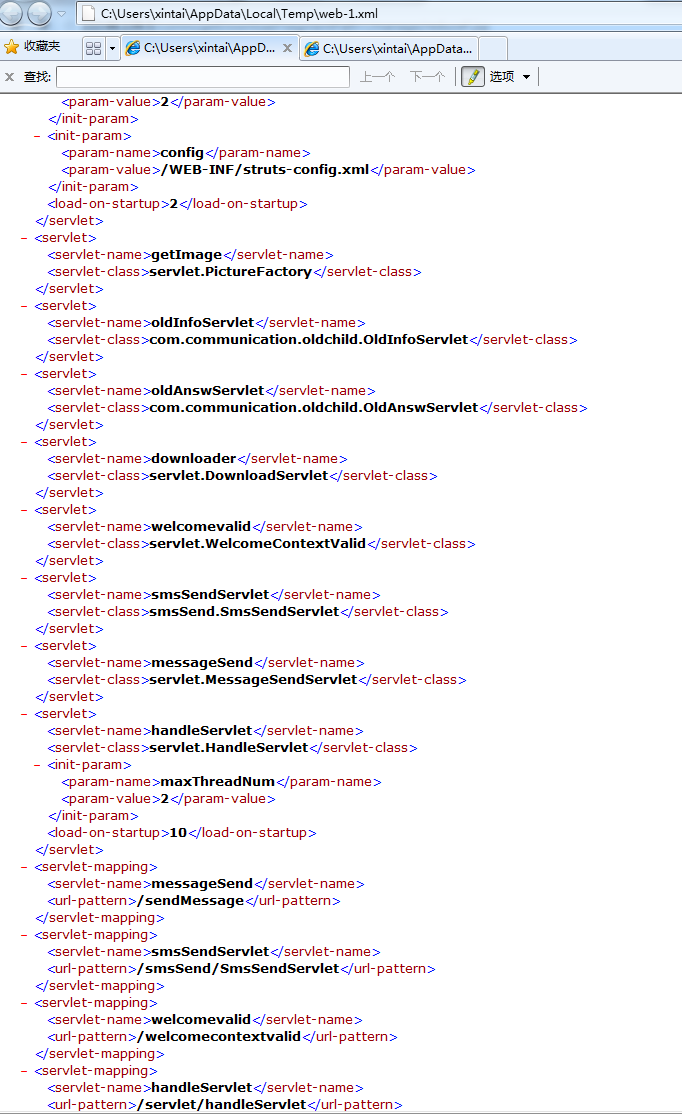 C:\Users\xintai\AppData\Local\Temp\web-1.xml
收藏夹
C:\Users\xintai\AppD...
C:\Users\xintai\AppData...
查找:
上一个
下一个
选项
<param-value>2</param-value>
</init-param>
- <init-param>
<param-name>config</param-name>
<param-value>/WEB-INF/struts-config.xml</param-value>
</init-param>
<load-on-startup>2</load-on-startup>
</servlet>
- <servlet>
<servlet-name>getImage</servlet-name>
<servlet-class>servlet.PictureFactory</servlet-class>
</servlet>
- <servlet>
<servlet-name>oldInfoServlet</servlet-name>
<servlet-class>com.communication.oldchild.OldInfoServlet</servlet-class>
</servlet>
- <servlet>
<servlet-name>oldAnswServlet</servlet-name>
<servlet-class>com.communication.oldchild.OldAnswServlet</servlet-class>
</servlet>
- <servlet>
<servlet-name>downloader</servlet-name>
<servlet-class>servlet.DownloadServlet</servlet-class>
</servlet>
- <servlet>
<servlet-name>welcomevalid</servlet-name>
<servlet-class>servlet.WelcomeContextValid</servlet-class>
</servlet>
- <servlet>
<servlet-name>smsSendServlet</servlet-name>
<servlet-class>smsSend.SmsSendServlet</servlet-class>
</servlet>
- <servlet>
<servlet-name>messageSend</servlet-name>
<servlet-class>servlet.MessageSendServlet</servlet-class>
</servlet>
- <servlet>
<servlet-name>handleServlet</servlet-name>
<servlet-class>servlet.HandleServlet</servlet-class>
- <init-param>
<param-name>maxThreadNum</param-name>
<param-value>2</param-value>
</init-param>
<load-on-startup>10</load-on-startup>
</servlet>
- <servlet-mapping>
<servlet-name>messageSend</servlet-name>
<url-pattern>/sendMessage</url-pattern>
</servlet-mapping>
- <servlet-mapping>
<servlet-name>smsSendServlet</servlet-name>
<url-pattern>/smsSend/SmsSendServlet</url-pattern>
</servlet-mapping>
- <servlet-mapping>
<servlet-name>welcomevalid</servlet-name>
<url-pattern>/welcomecontextvalid</url-pattern>
</servlet-mapping>
- <servlet-mapping>
<servlet-name>handleServlet</servlet-name>
<url-pattern>/servlet/handleServlet</url-pattern>